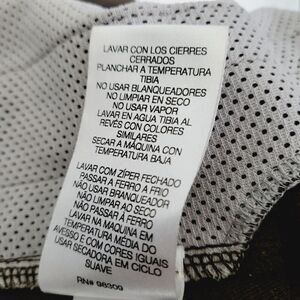 LAVAR CON LOS CIERRES
CERRADOS
PLANCHAR A TEMPERATURA
TIBIA
NO USAR BLANQUEADORES
NO LIMPIAR EN SECO
NO USAR VAPOR
LAVAR EN AGUA TIBIA AL
REVÉS CON COLORES
SIMILARES
SECAR A MÁQUINA CON
TEMPERATURA BAJA
LAVAR COM ZÍPER FECHADO
PASSAR A FERRO A FRIO
NÃO USAR BRANQUEADOR
NÃO LIMPAR AO SECO
NÃO PASSAR À FERRO
LAVAR NA MAQUINA EM
TEMPERATURA MÉDIA DO
AVESSO E COM CORES IGUAIS
USAR SECADORA EM CICLO
SUAVE
RN# 98309